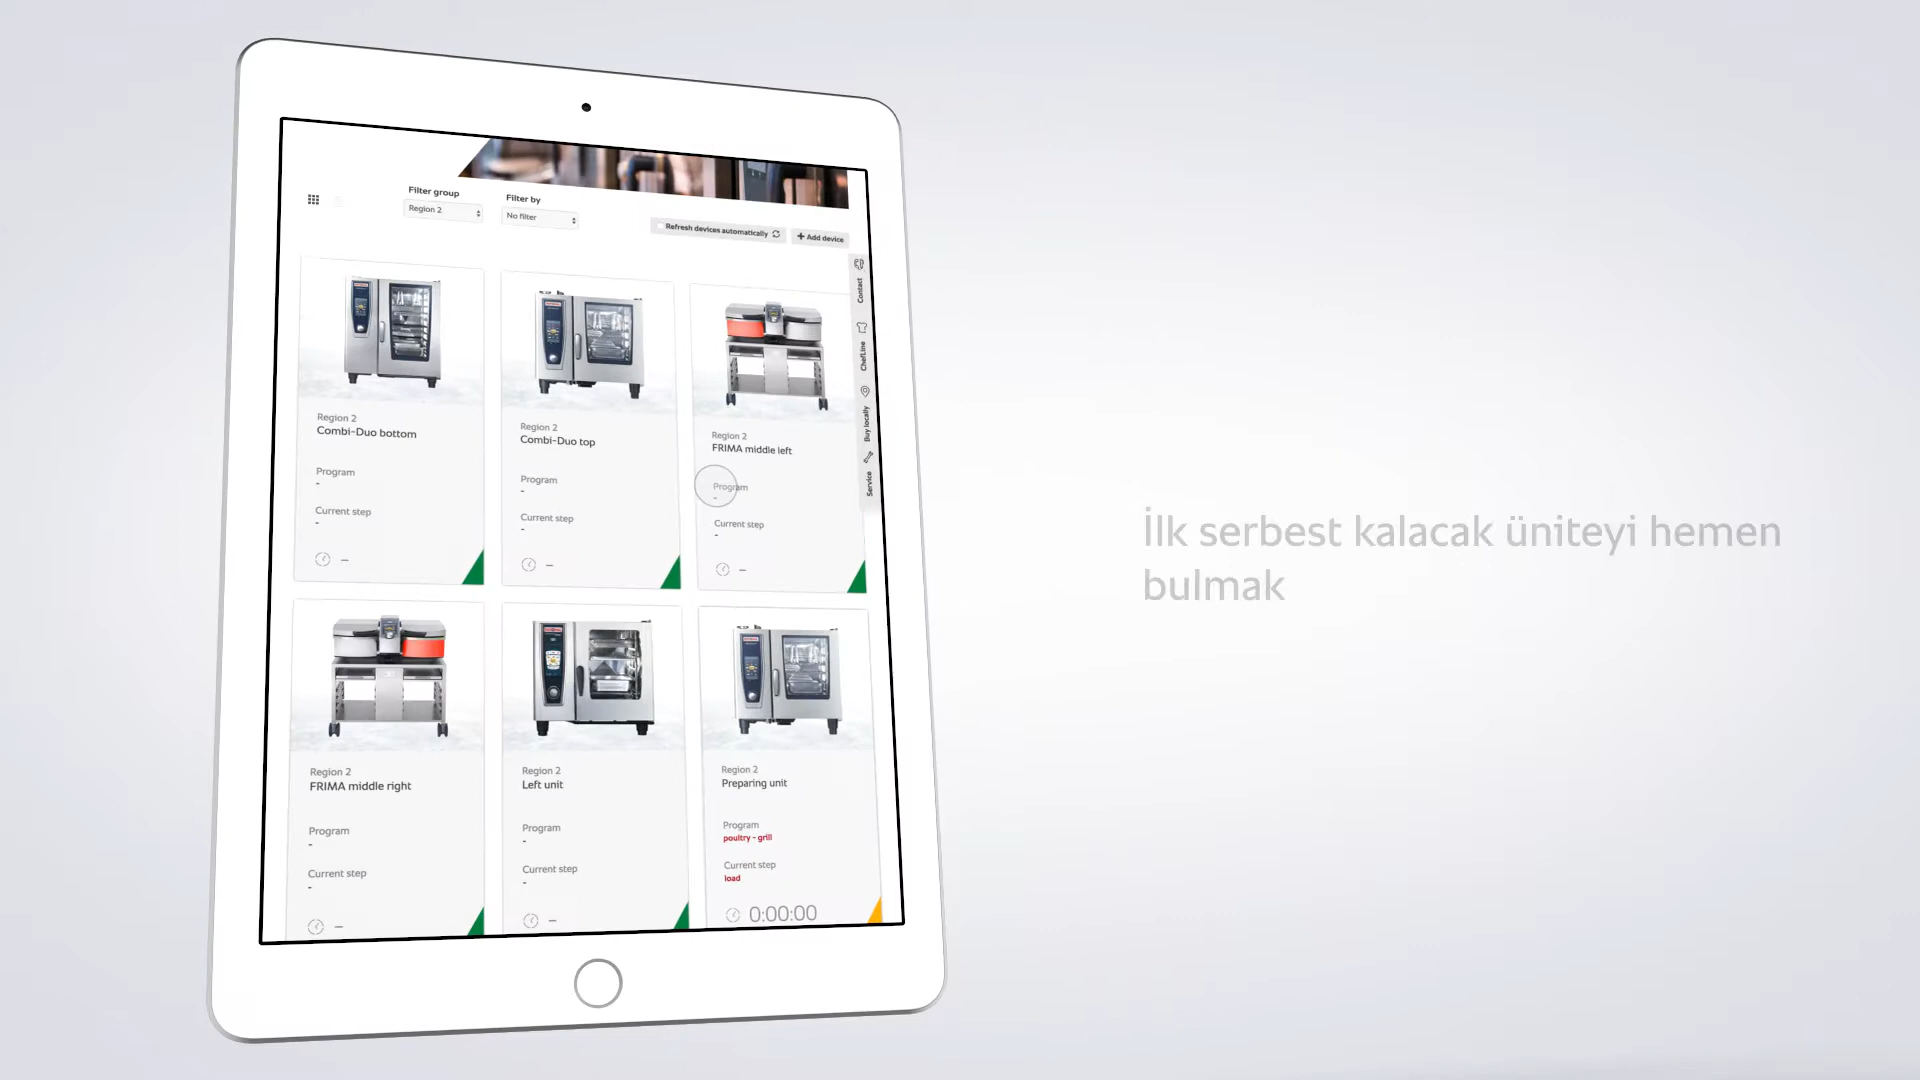 Filter group
Filter by
Region 2
No filter
Refresh devices automatically
+ Add device
Contact
ChefLine
Buy locally
Service
Region 2
Combi-Duo bottom
Program
-
Current step
-
–
Region 2
Combi-Duo top
Program
-
Current step
-
–
Region 2
FRIMA middle left
Program
-
Current step
-
–
Region 2
FRIMA middle right
Program
-
Current step
-
–
Region 2
Left unit
Program
-
Current step
-
–
Region 2
Preparing unit
Program
poultry - grill
Current step
load
0:00:00
İlk serbest kalacak üniteyi hemen
bulmak